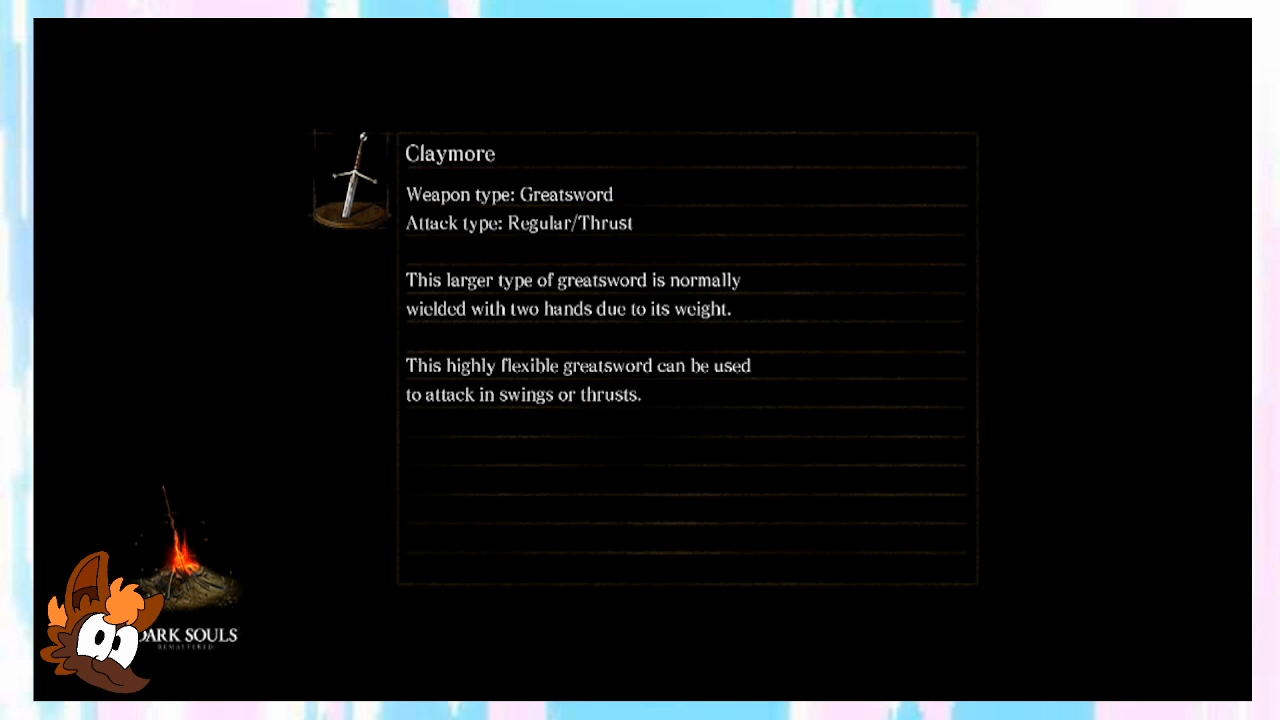 Claymore
Weapon type: Greatsword
Attack type: Regular/Thrust
This larger type of greatsword is normally
wielded with two hands due to its weight.
This highly flexible greatsword can be used
to attack in swings or thrusts.
DARK SOULS
REMASTERED